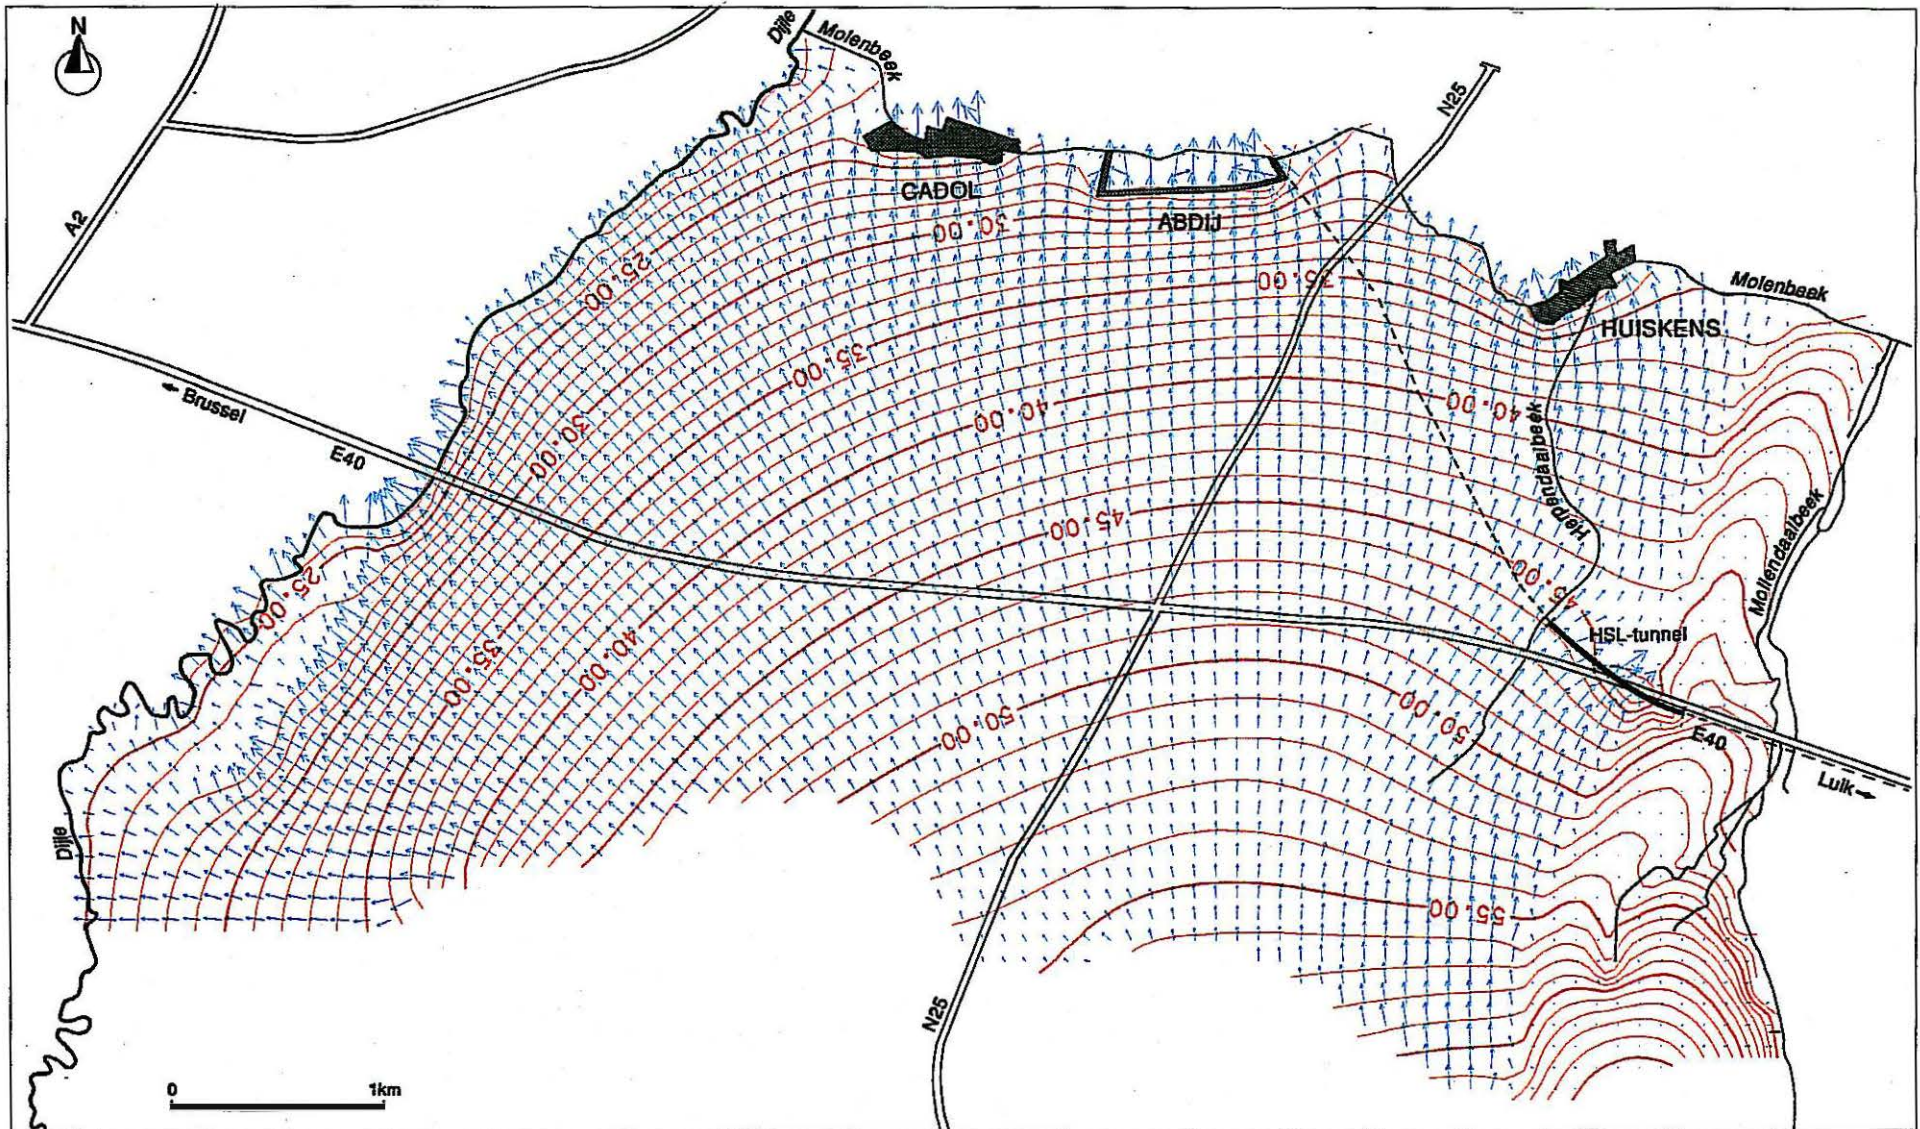 N
Dijle
Molenbeek
N25
A2
GADOL
ABDIJ
30.00
25.00
35.00
Molenbeek
HUISKENS
35.00
Brussel
40.00
40.00
E40
30.00
Herpendaalbeek
Mollendaalbeek
45.00
45.00
25.00
HSL-tunnel
40.00
35.00
50.00
50.00
E40
Luik
Dijle
55.00
N25
0 1km